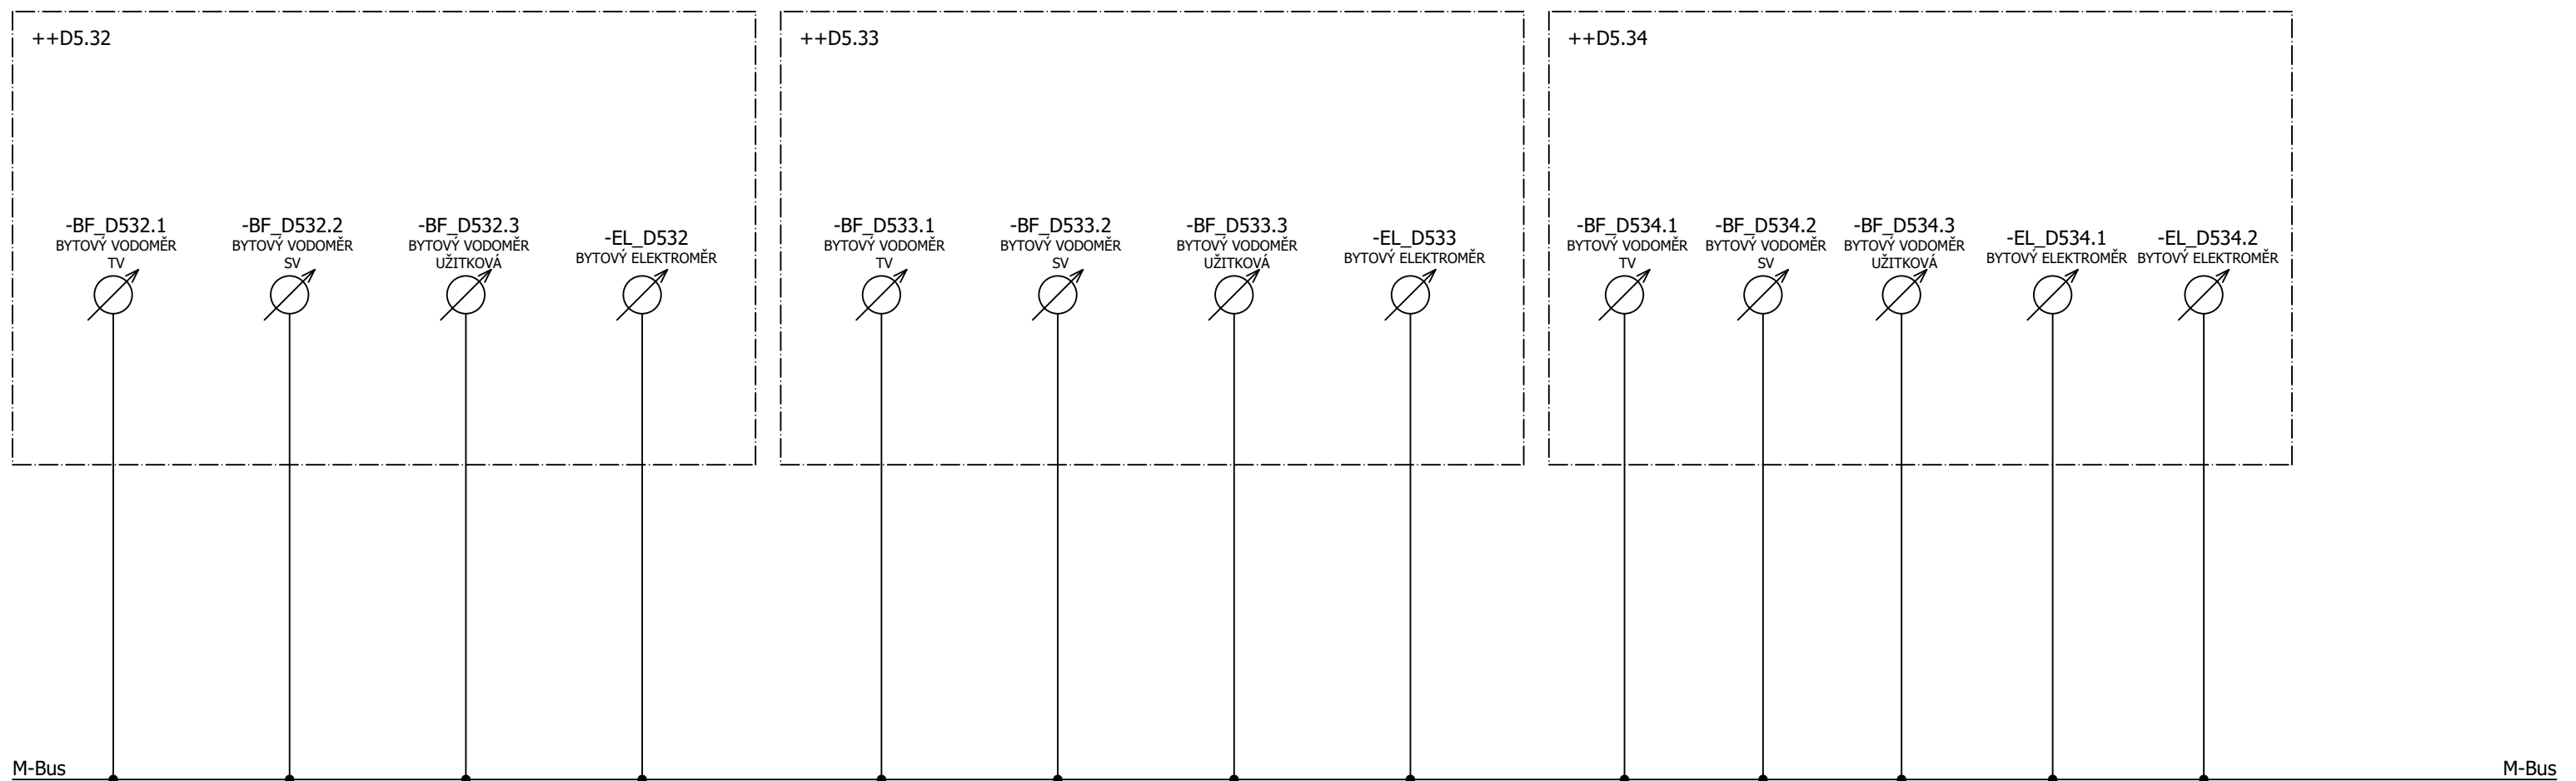 ++D5.32
++D5.33
++D5.34
-BF_D532.1
BYTOVÝ VODOMĚR
TV
-BF_D532.2
BYTOVÝ VODOMĚR
SV
-BF_D532.3
BYTOVÝ VODOMĚR
UŽITKOVÁ
-EL_D532
BYTOVÝ ELEKTROMĚR
-BF_D533.1
BYTOVÝ VODOMĚR
TV
-BF_D533.2
BYTOVÝ VODOMĚR
SV
-BF_D533.3
BYTOVÝ VODOMĚR
UŽITKOVÁ
-EL_D533
BYTOVÝ ELEKTROMĚR
-BF_D534.1
BYTOVÝ VODOMĚR
TV
-BF_D534.2
BYTOVÝ VODOMĚR
SV
-BF_D534.3
BYTOVÝ VODOMĚR
UŽITKOVÁ
-EL_D534.1
BYTOVÝ ELEKTROMĚR
-EL_D534.2
BYTOVÝ ELEKTROMĚR
M-Bus
M-Bus